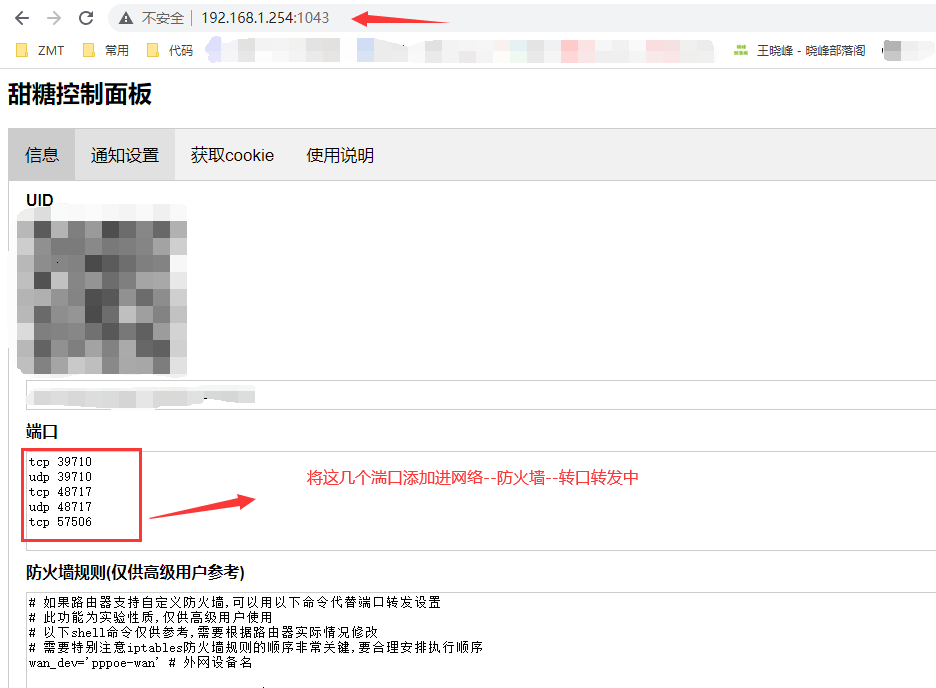 不安全 192.168.1.254:1043
ZMT 常用 代码 王晓峰 - 晓峰部落阁
甜糖控制面板
信息 通知设置 获取cookie 使用说明
UID
端口
tcp 39710
udp 39710
tcp 48717
udp 48717
tcp 57506
将这几个湍口添加进网络--防火墙--转口转发中
防火墙规则(仅供高级用户参考)
# 如果路由器支持自定义防火墙,可以用以下命令代替端口转发设置
# 此功能为实验性质,仅供高级用户使用
# 以下shell命令仅供参考,需要根据路由器实际情况修改
# 需要特别注意iptables防火墙规则的顺序非常关键,要合理安排执行顺序
wan_dev='pppoe-wan' # 外网设备名